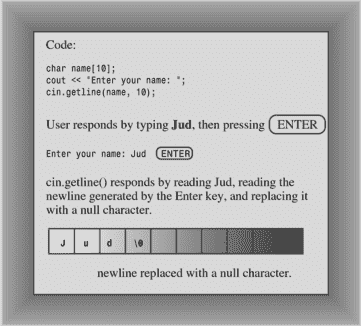 Code:
char name[10];
cout << "Enter your name: ";
cin.getline(name, 10);
User responds by typing Jud, then pressing ENTER
Enter your name: Jud ENTER
cin.getline() responds by reading Jud, reading the
newline generated by the Enter key, and replacing it
with a null character.
J u d \0
newline replaced with a null character.